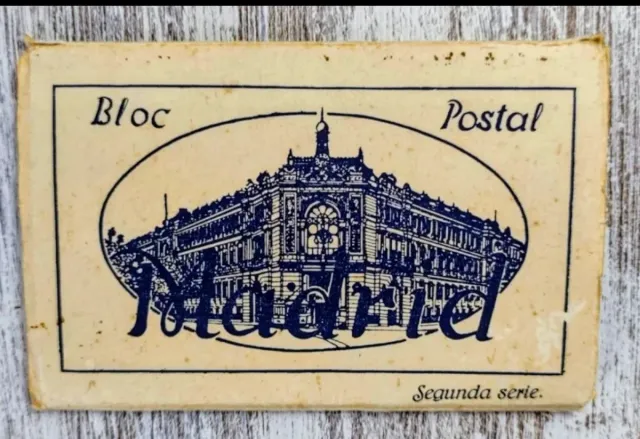 Bloc Postal
Madrid
Segunda serie.